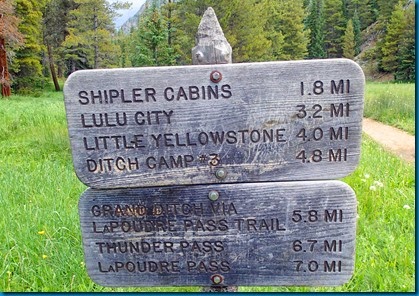 SHIPLER CABINS 1.8 MI
LULU CITY 3.2 MI
LITTLE YELLOWSTONE 4.0 MI
DITCH CAMP #3 4.8 MI
GRAND DITCH VIA
LAPOUDRE PASS TRAIL 5.8 MI
THUNDER PASS 6.7 MI
LAPOUDRE PASS 7.0 MI